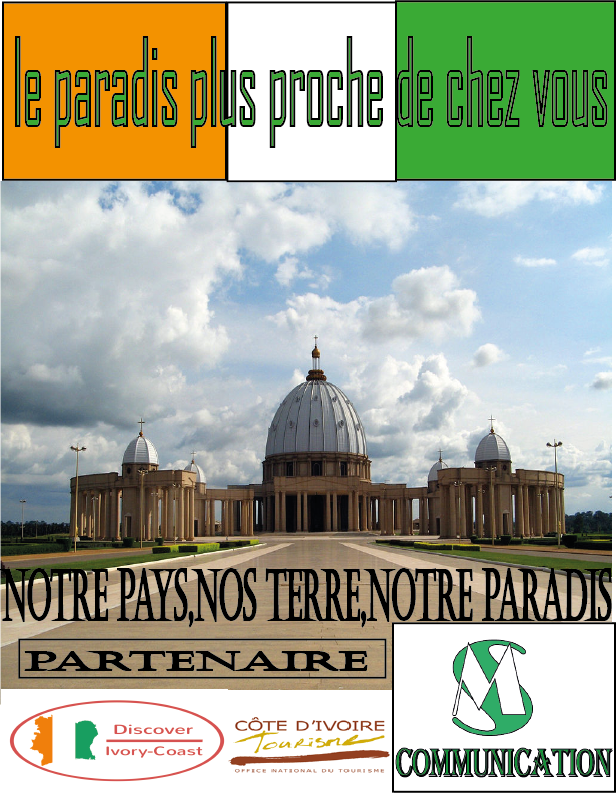 le paradis plus proche de chez vous
NOTRE PAYS,NOS TERRE,NOTRE PARADIS
PARTENAIRE
SM
COMMUNICATION
Discover
Ivory-Coast
CÔTE D'IVOIRE
Tourisme
OFFICE NATIONAL DU TOURISME